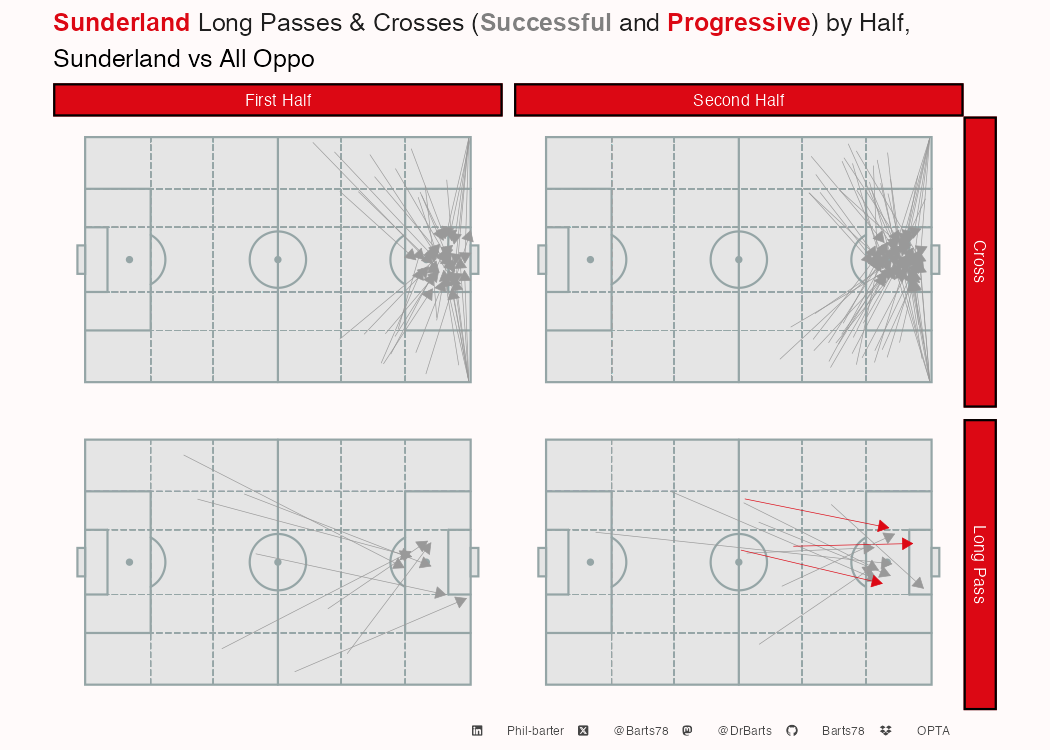 Sunderland Long Passes & Crosses (Successful and Progressive) by Half,
Sunderland vs All Oppo
First Half
Second Half
Cross
Long Pass
Phil-barter @Barts78 @DrBarts Barts78 OPTA